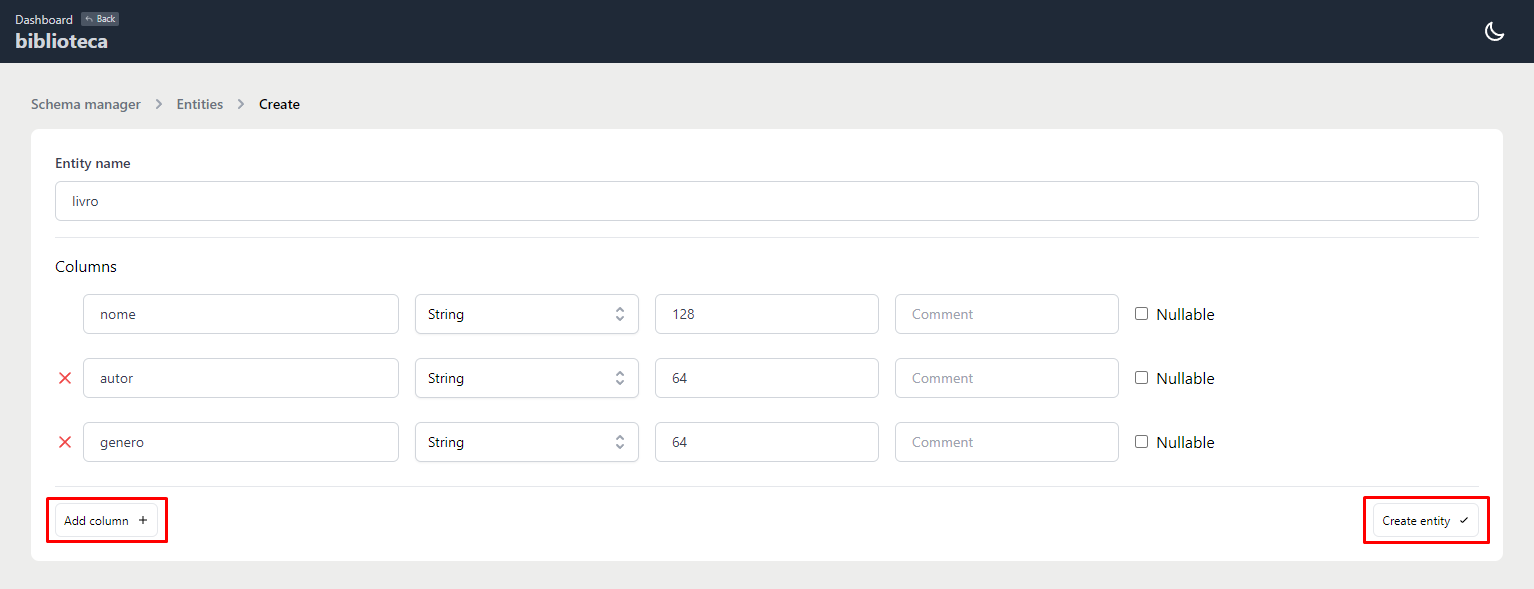 Dashboard Back
biblioteca
Schema manager Entities Create
Entity name
livro
Columns
nome String 128 Comment Nullable
autor String 64 Comment Nullable
genero String 64 Comment Nullable
Add column + Create entity